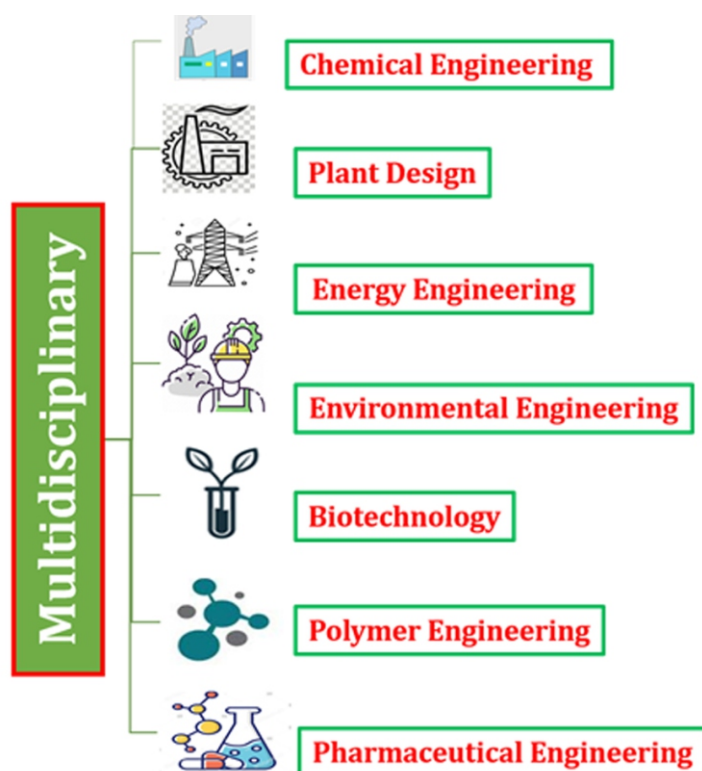 Multidisciplinary
Chemical Engineering
Plant Design
Energy Engineering
Environmental Engineering
Biotechnology
Polymer Engineering
Pharmaceutical Engineering